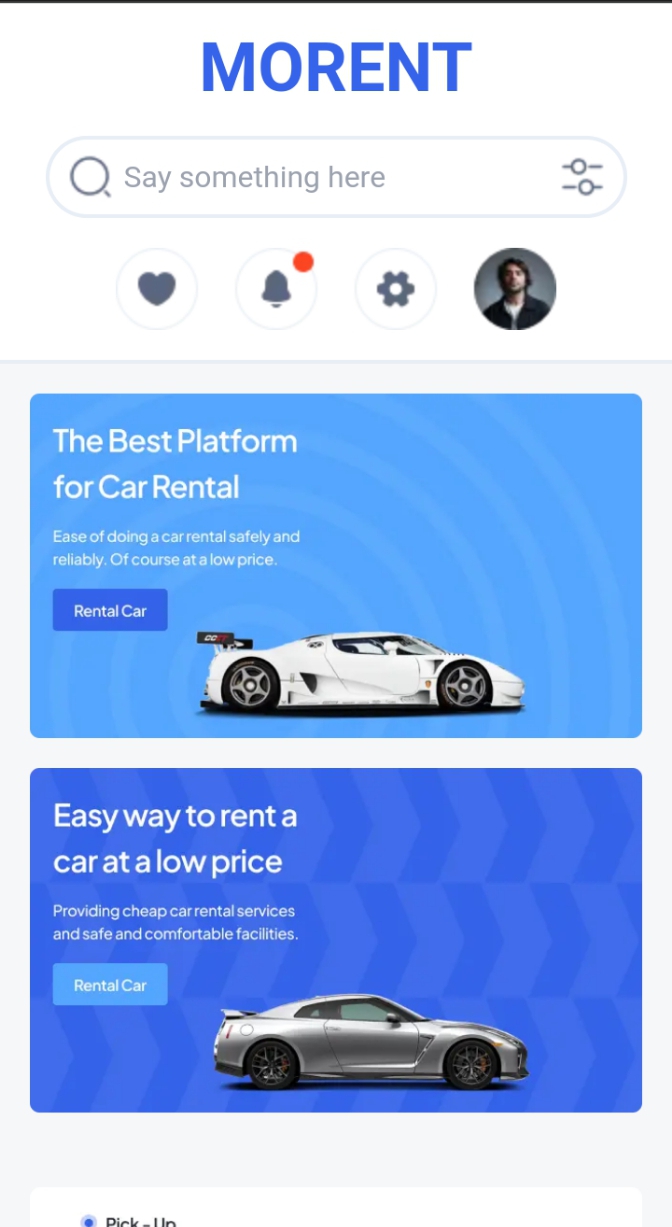 MORENT
Say something here
The Best Platform
for Car Rental
Ease of doing a car rental safely and
reliably. Of course at a low price.
Rental Car
Easy way to rent a
car at a low price
Providing cheap car rental services
and safe and comfortable facilities.
Rental Car
Pick - Up